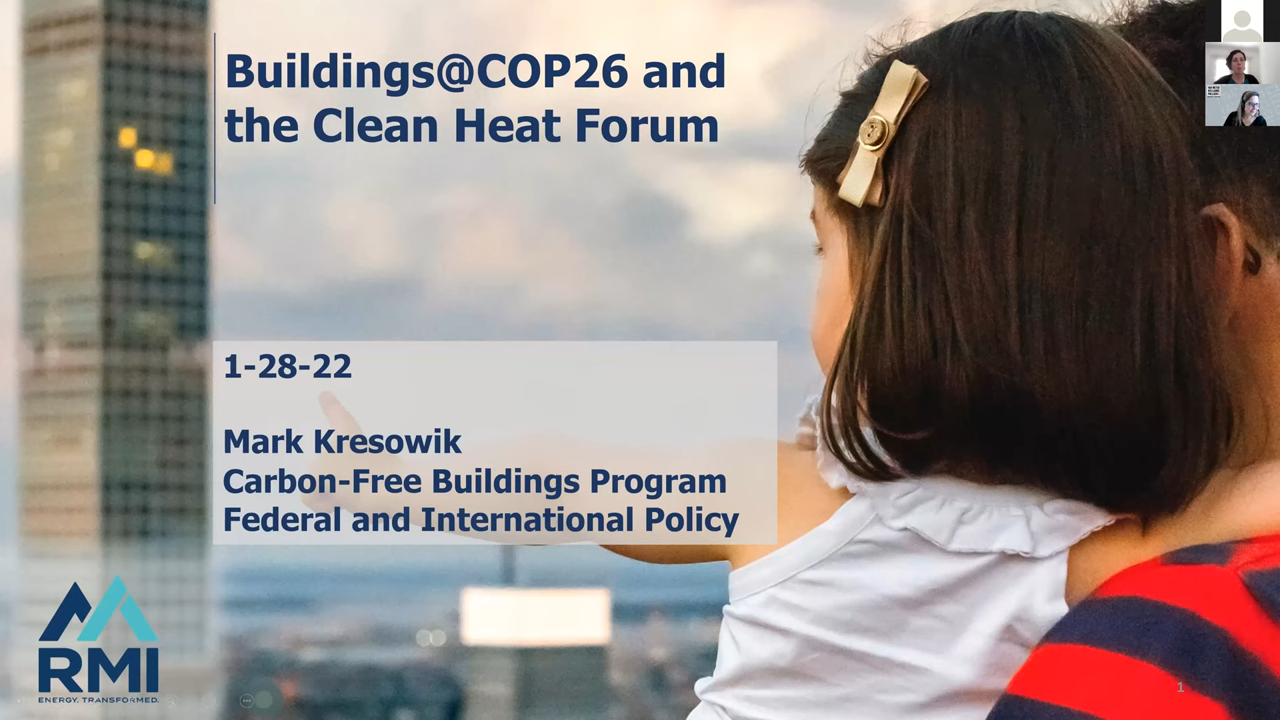 Buildings@COP26 and
the Clean Heat Forum
1-28-22
Mark Kresowik
Carbon-Free Buildings Program
Federal and International Policy
RMI
ENERGY. TRANSFORMED.
1